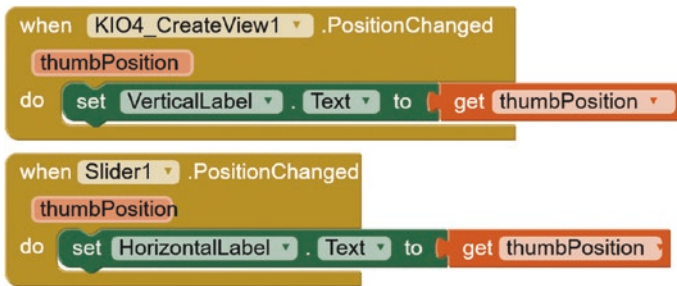 when KIO4_CreateView1 .PositionChanged
thumbPosition
do set VerticalLabel . Text to get thumbPosition
when Slider1 .PositionChanged
thumbPosition
do set HorizontalLabel . Text to get thumbPosition